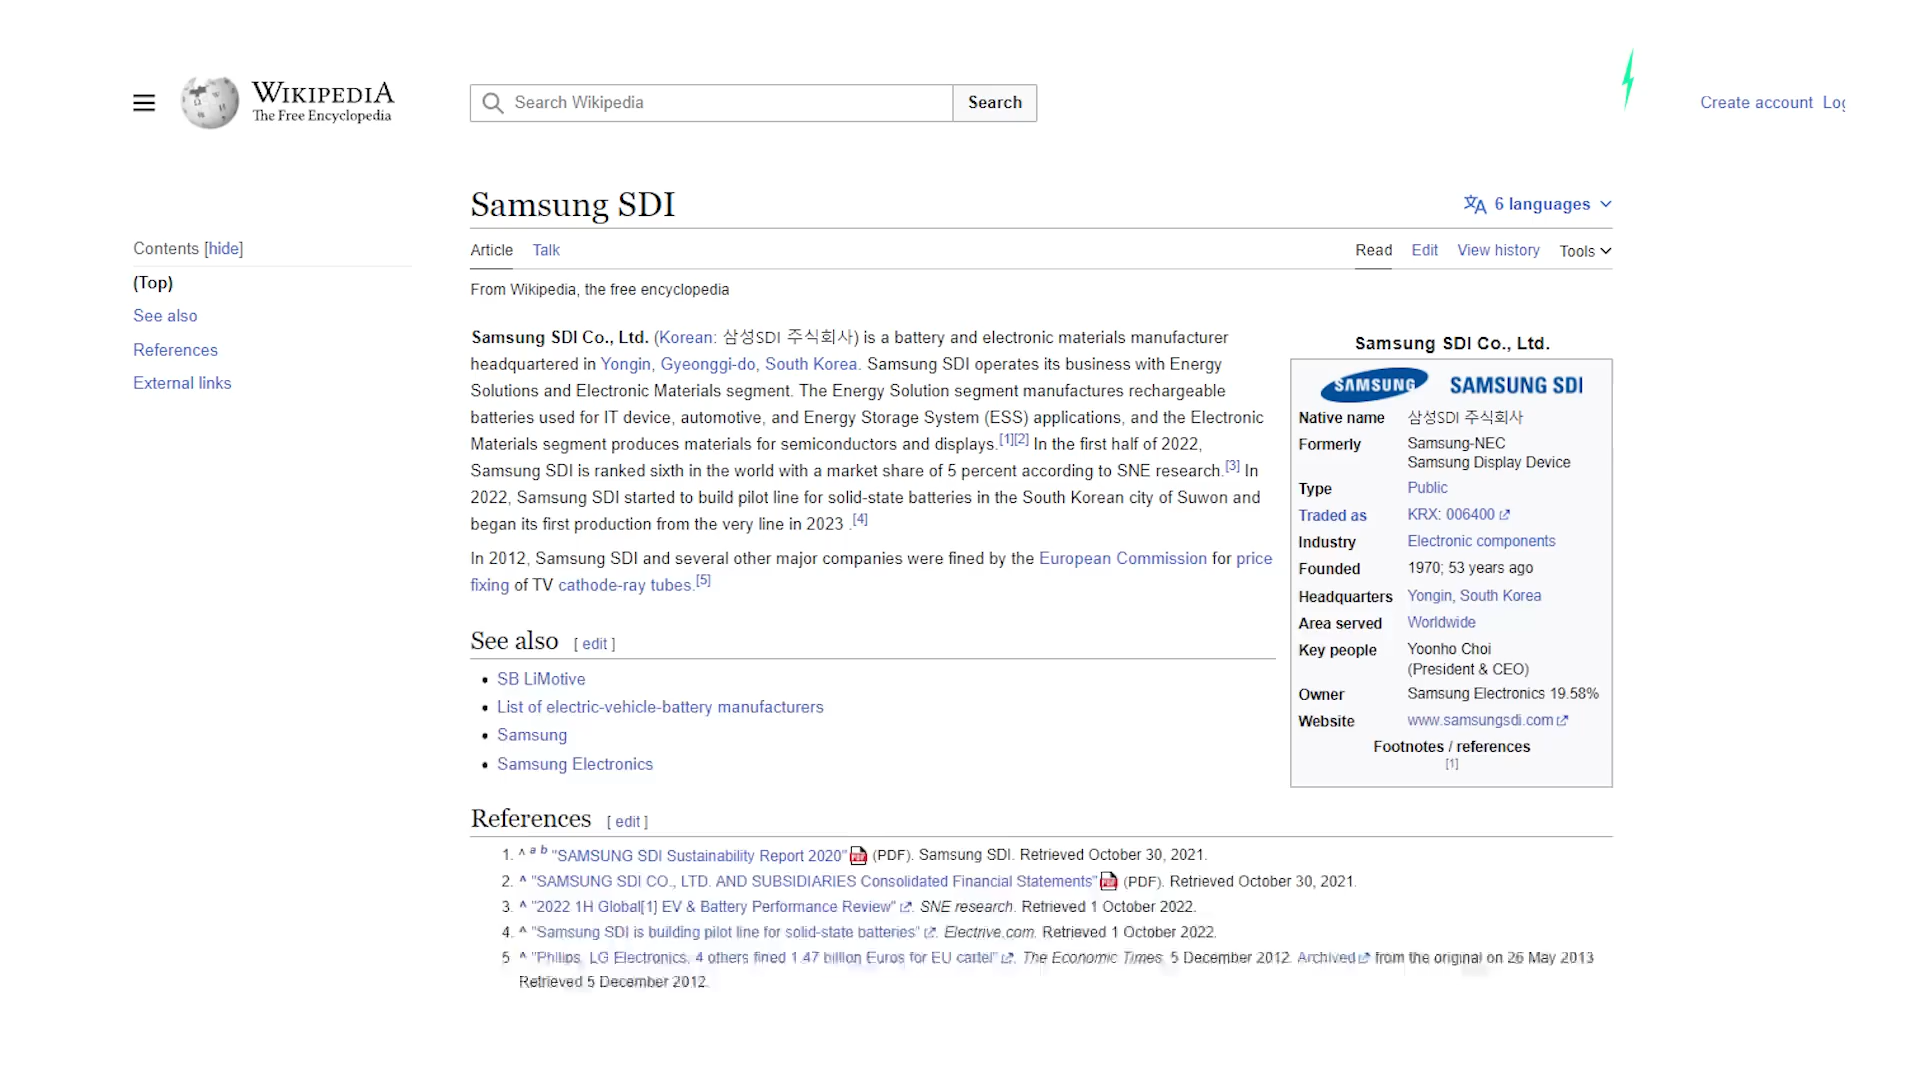 WIKIPEDIA
The Free Encyclopedia
Search Wikipedia
Search
Create account Log
Samsung SDI
6 languages
Contents [hide]
(Top)
See also
References
External links
Article Talk
Read Edit View history Tools
From Wikipedia, the free encyclopedia
Samsung SDI Co., Ltd. (Korean: 삼성SDI 주식회사) is a battery and electronic materials manufacturer
headquartered in Yongin, Gyeonggi-do, South Korea. Samsung SDI operates its business with Energy
Solutions and Electronic Materials segment. The Energy Solution segment manufactures rechargeable
batteries used for IT device, automotive, and Energy Storage System (ESS) applications, and the Electronic
Materials segment produces materials for semiconductors and displays.[1][2] In the first half of 2022,
Samsung SDI is ranked sixth in the world with a market share of 5 percent according to SNE research.[3] In
2022, Samsung SDI started to build pilot line for solid-state batteries in the South Korean city of Suwon and
began its first production from the very line in 2023 .[4]
In 2012, Samsung SDI and several other major companies were fined by the European Commission for price
fixing of TV cathode-ray tubes.[5]
Samsung SDI Co., Ltd.
SAMSUNG SAMSUNG SDI
Native name 삼성SDI 주식회사
Formerly Samsung-NEC
Samsung Display Device
Type Public
Traded as KRX: 006400
Industry Electronic components
Founded 1970; 53 years ago
Headquarters Yongin, South Korea
Area served Worldwide
Key people Yoonho Choi
(President & CEO)
Owner Samsung Electronics 19.58%
Website www.samsungsdi.com
Footnotes / references
[1]
See also [ edit ]
• SB LiMotive
• List of electric-vehicle-battery manufacturers
• Samsung
• Samsung Electronics
References [ edit ]
1. ^ a b "SAMSUNG SDI Sustainability Report 2020" (PDF). Samsung SDI. Retrieved October 30, 2021.
2. ^ "SAMSUNG SDI CO., LTD. AND SUBSIDIARIES Consolidated Financial Statements" (PDF). Retrieved October 30, 2021.
3. ^ "2022 1H Global[1] EV & Battery Performance Review". SNE research. Retrieved 1 October 2022.
4. ^ "Samsung SDI is building pilot line for solid-state batteries". Electrive.com. Retrieved 1 October 2022.
5 ^ "Philips, LG Electronics, 4 others fined 1.47 billion Euros for EU cartel". The Economic Times. 5 December 2012. Archived from the original on 26 May 2013
Retrieved 5 December 2012.